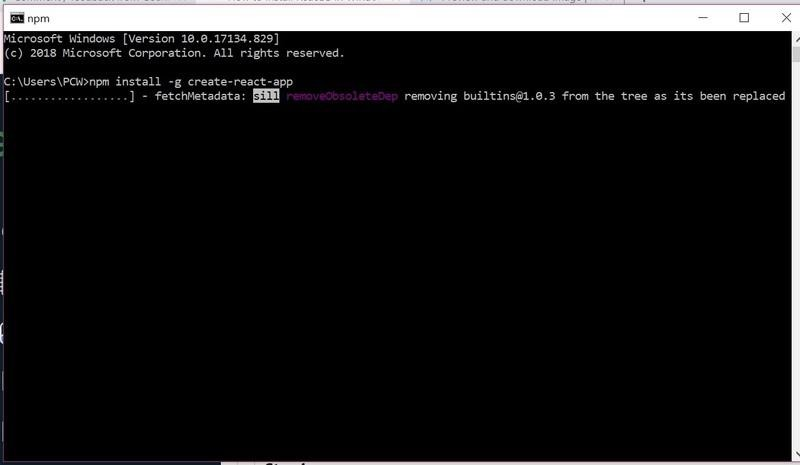 npm
Microsoft Windows [Version 10.0.17134.829]
(c) 2018 Microsoft Corporation. All rights reserved.
C:\Users\PCW>npm install -g create-react-app
[..................] - fetchMetadata: sill removeObsoleteDep removing builtins@1.0.3 from the tree as its been replaced